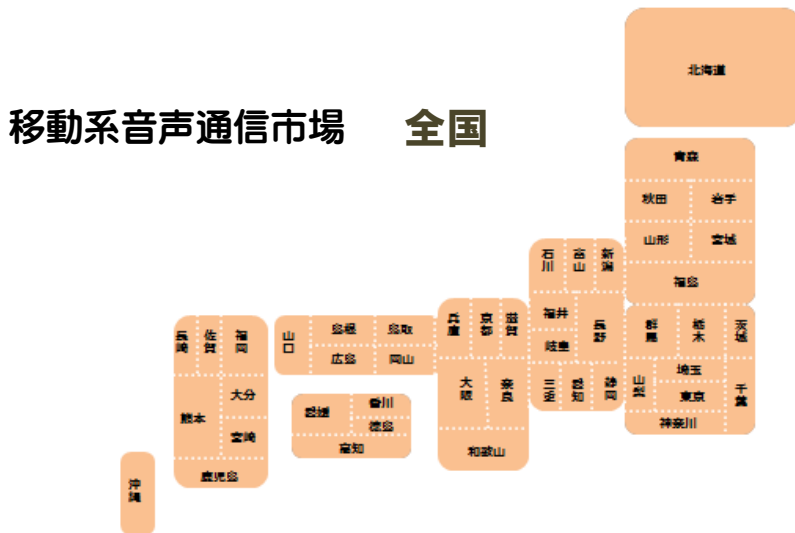 北海道
移動系音声通信市場 全国
青森
秋田 岩手
山形 宮城
福島
石川 富山 新潟
福井 長野
岐阜
三重 愛知 静岡
群馬 栃木 茨城
山梨 埼玉 千葉
東京
神奈川
兵庫 京都 滋賀
大阪 奈良
和歌山
山口 島根 鳥取
広島 岡山
愛媛 香川
徳島
高知
長崎 佐賀 福岡
熊本 大分
宮崎
鹿児島
沖縄